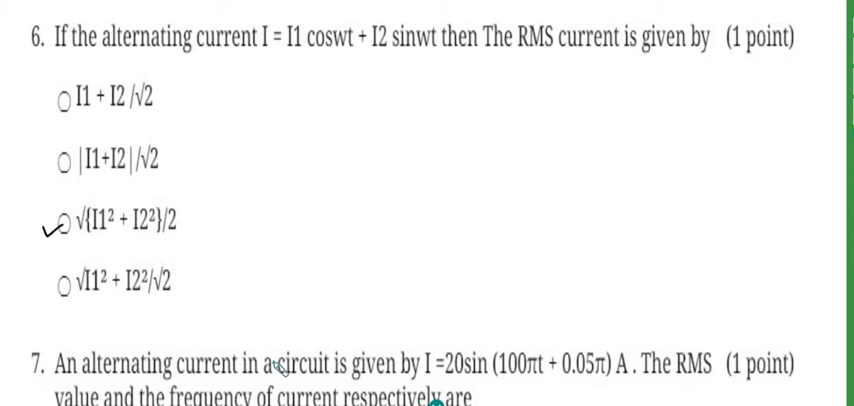 6. If the alternating current I = I1 coswt + I2 sinwt then The RMS current is given by (1 point)
I1 + I2 /√2
|I1+I2|/√2
√{I1² + I2²}/2
√I1² + I2²/√2
7. An alternating current in a circuit is given by I =20sin (100πt + 0.05π) A . The RMS (1 point)
value and the frequency of current respectively are